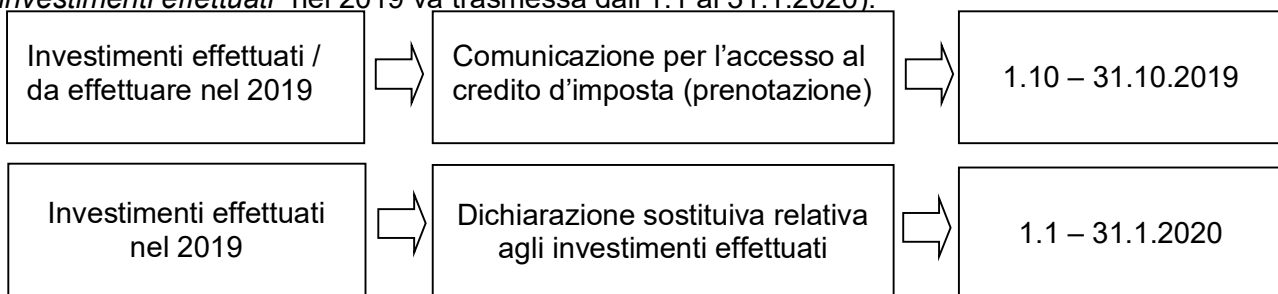 investimenti effettuati" nel 2019 va trasmessa dall'1.1 al 31.1.2020).
Investimenti effettuati /
da effettuare nel 2019
Comunicazione per l'accesso al
credito d'imposta (prenotazione)
1.10 – 31.10.2019
Investimenti effettuati
nel 2019
Dichiarazione sostituiva relativa
agli investimenti effettuati
1.1 – 31.1.2020